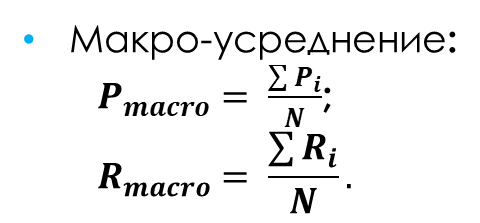 • Макро-усреднение:
P_macro = ∑ P_i / N;
R_macro = ∑ R_i / N.